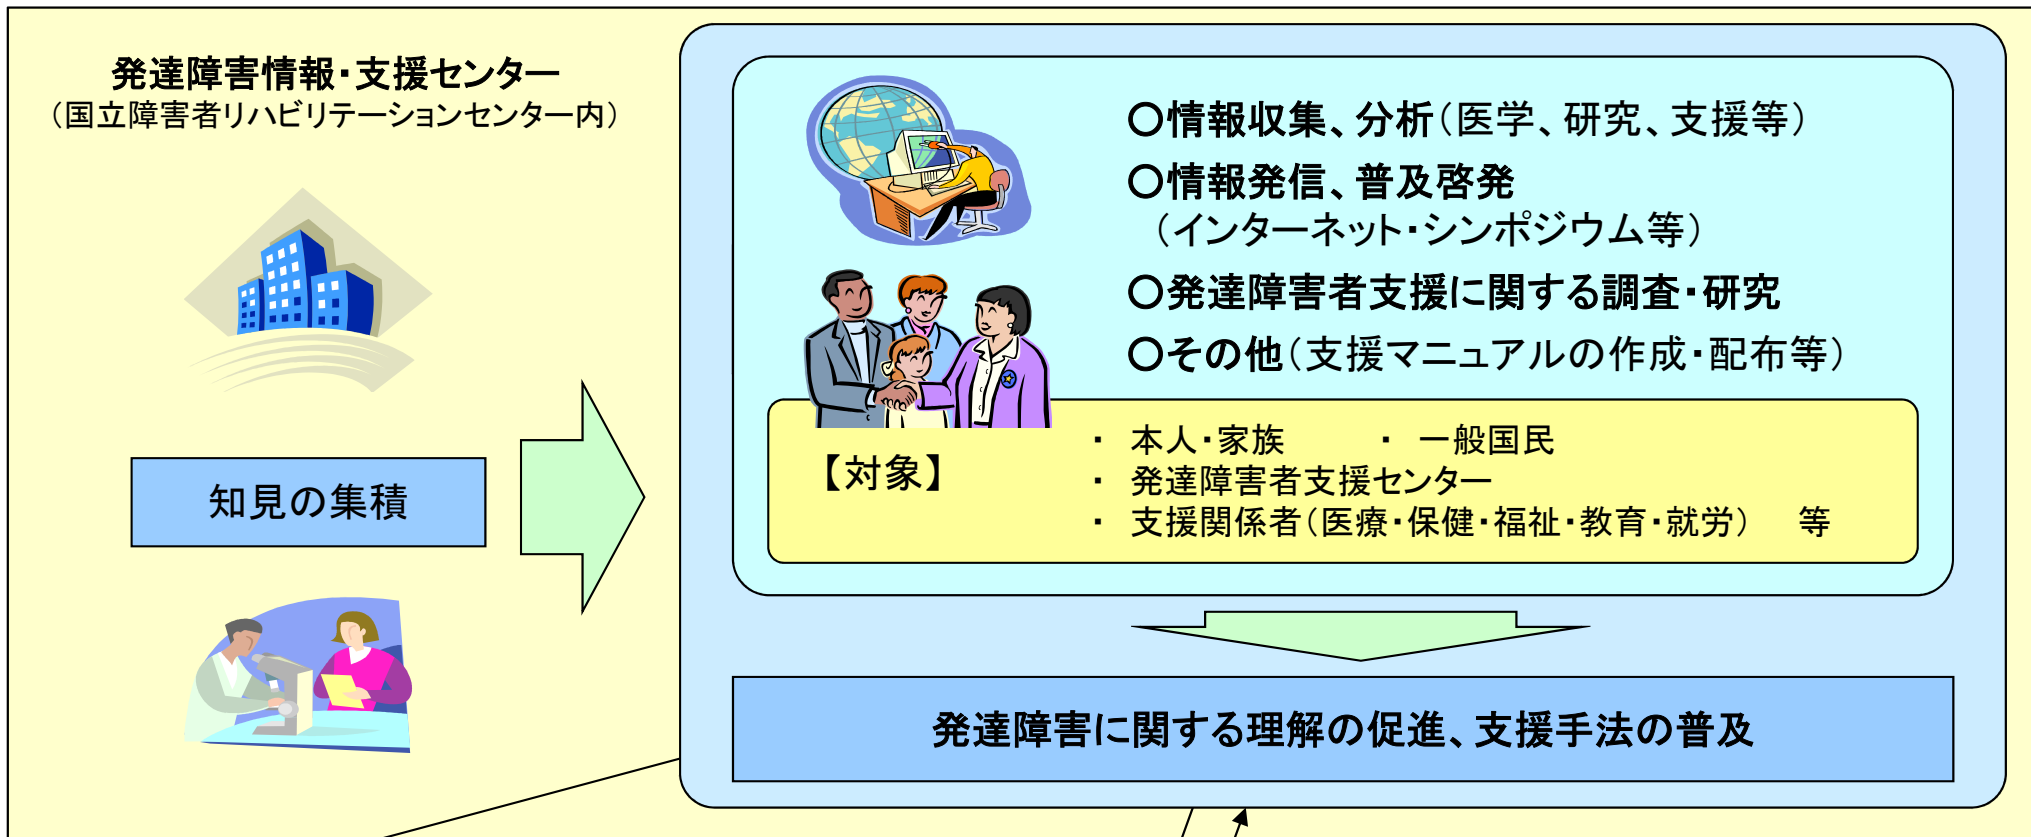 発達障害情報・支援センター
（国立障害者リハビリテーションセンター内）
知見の集積
○情報収集、分析（医学、研究、支援等）
○情報発信、普及啓発
（インターネット・シンポジウム等）
○発達障害者支援に関する調査・研究
○その他（支援マニュアルの作成・配布等）
【対象】
・ 本人・家族　・ 一般国民
・ 発達障害者支援センター
・ 支援関係者（医療・保健・福祉・教育・就労）　等
発達障害に関する理解の促進、支援手法の普及